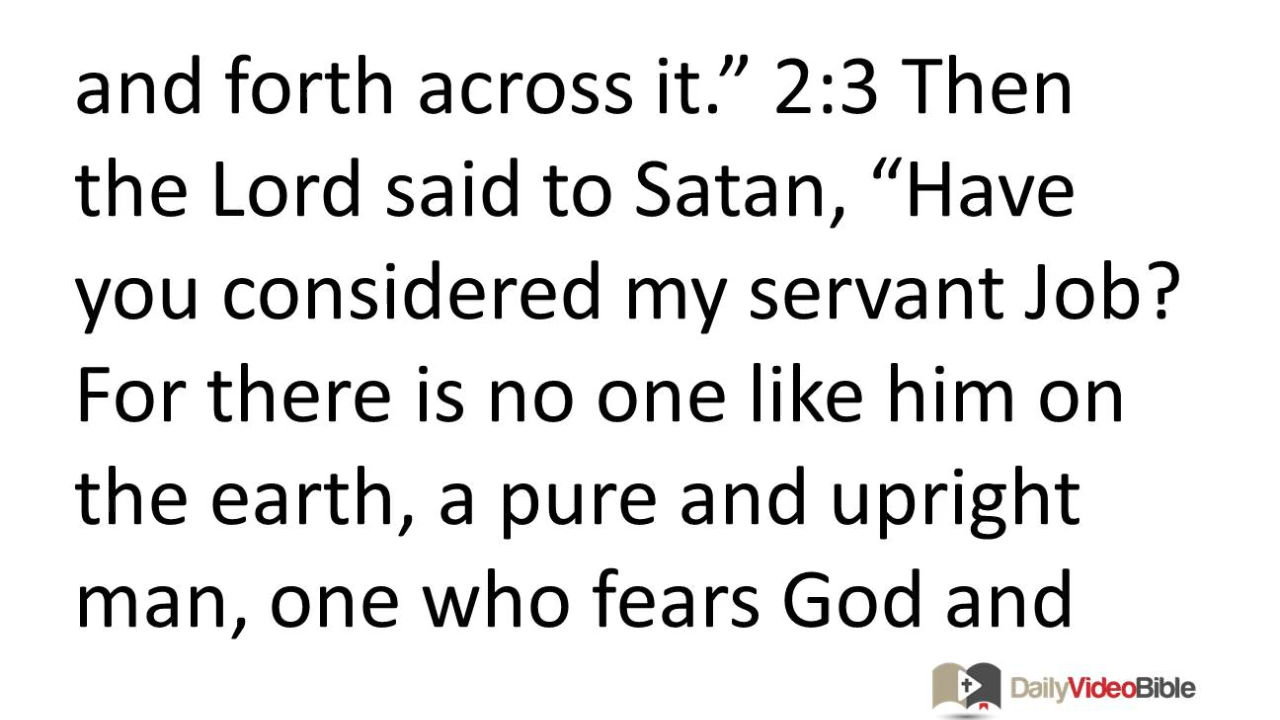 and forth across it.” 2:3 Then
the Lord said to Satan, “Have
you considered my servant Job?
For there is no one like him on
the earth, a pure and upright
man, one who fears God and
DailyVideoBible